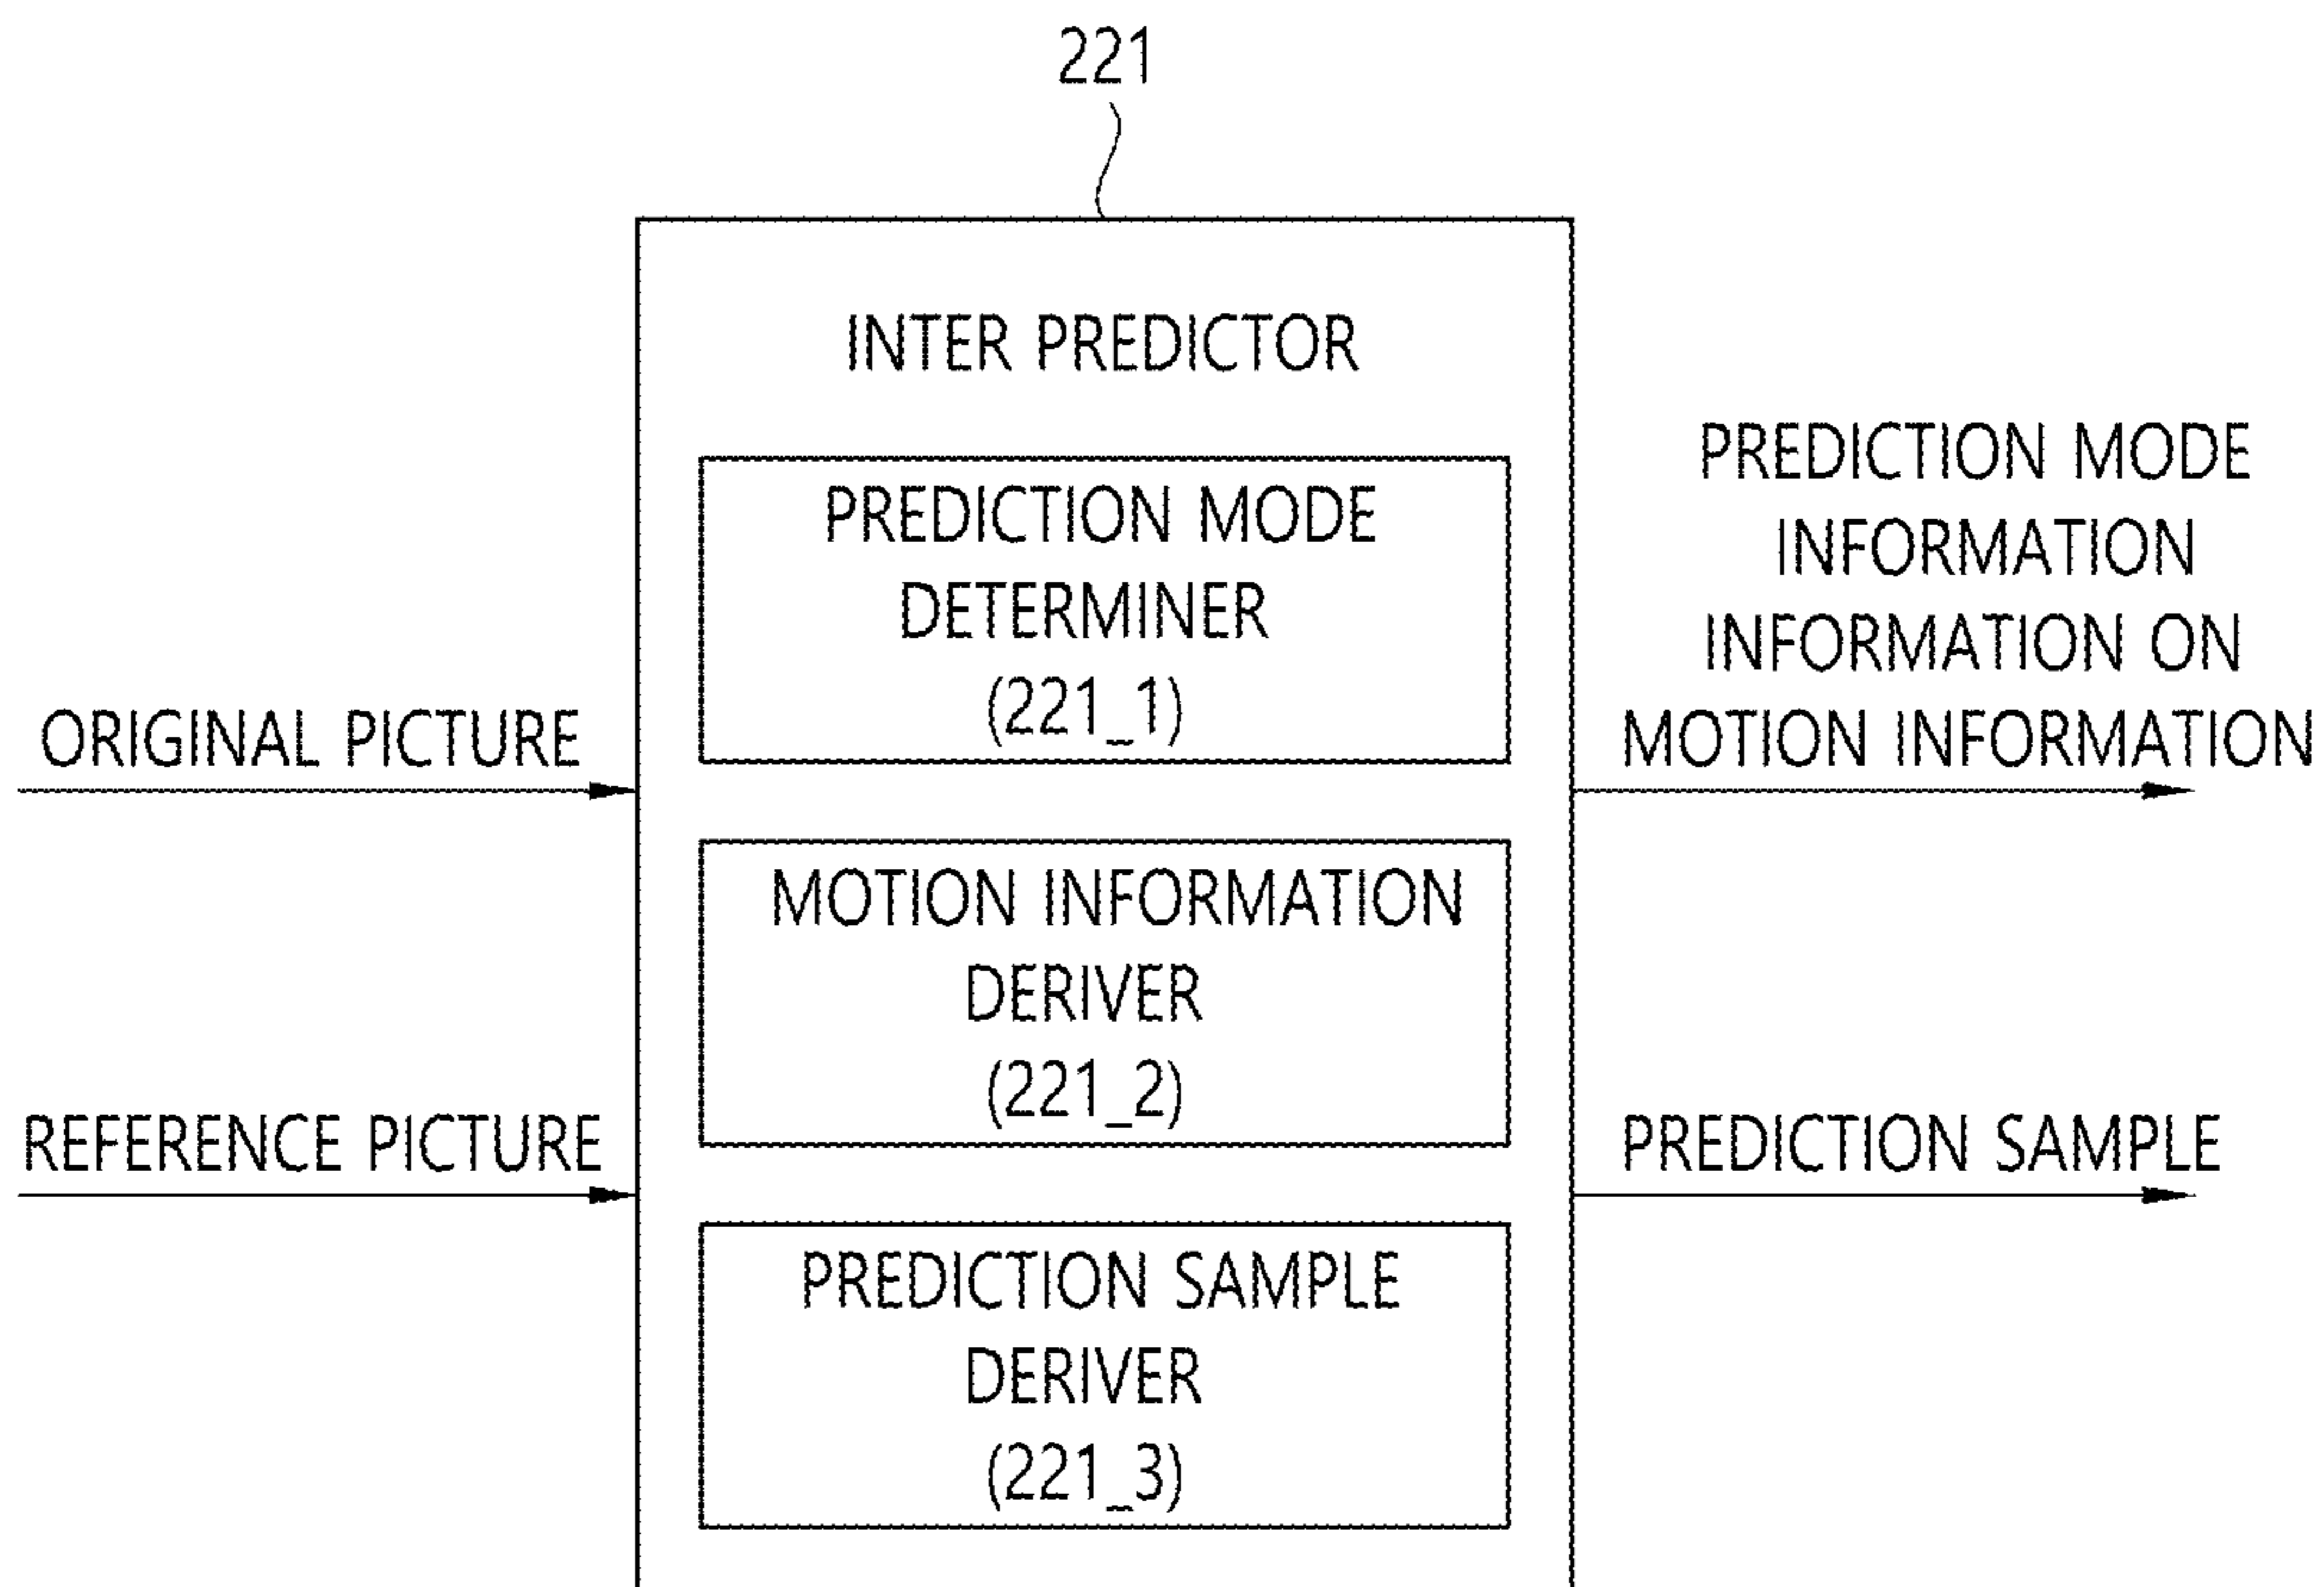 221
INTER PREDICTOR
PREDICTION MODE
DETERMINER
(221_1)
MOTION INFORMATION
DERIVER
(221_2)
PREDICTION SAMPLE
DERIVER
(221_3)
ORIGINAL PICTURE
REFERENCE PICTURE
PREDICTION MODE
INFORMATION
INFORMATION ON
MOTION INFORMATION
PREDICTION SAMPLE